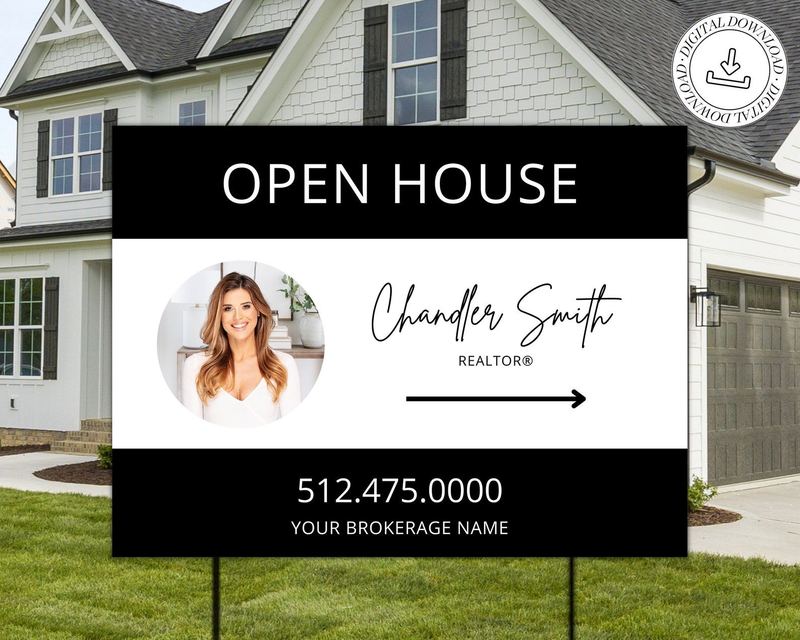 OPEN HOUSE
Chandler Smith
REALTOR®
512.475.0000
YOUR BROKERAGE NAME
DIGITAL DOWNLOAD · DIGITAL DOWNLOAD ·